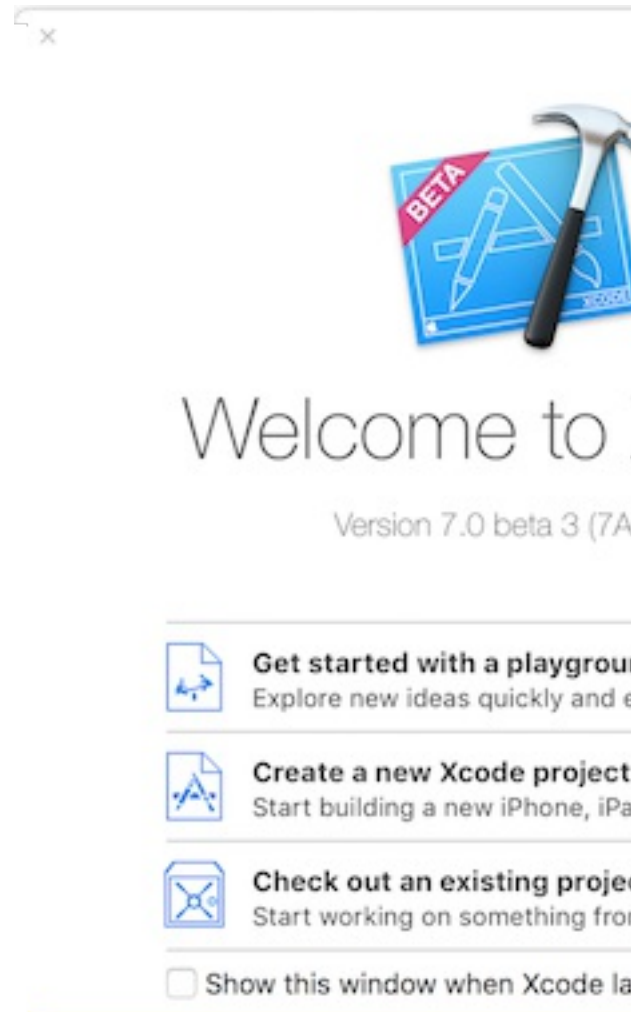 BETA
XCODE
Welcome to
Version 7.0 beta 3 (7A
Get started with a playgrou
Explore new ideas quickly and e
Create a new Xcode project
Start building a new iPhone, iPa
Check out an existing proje
Start working on something fro
Show this window when Xcode la